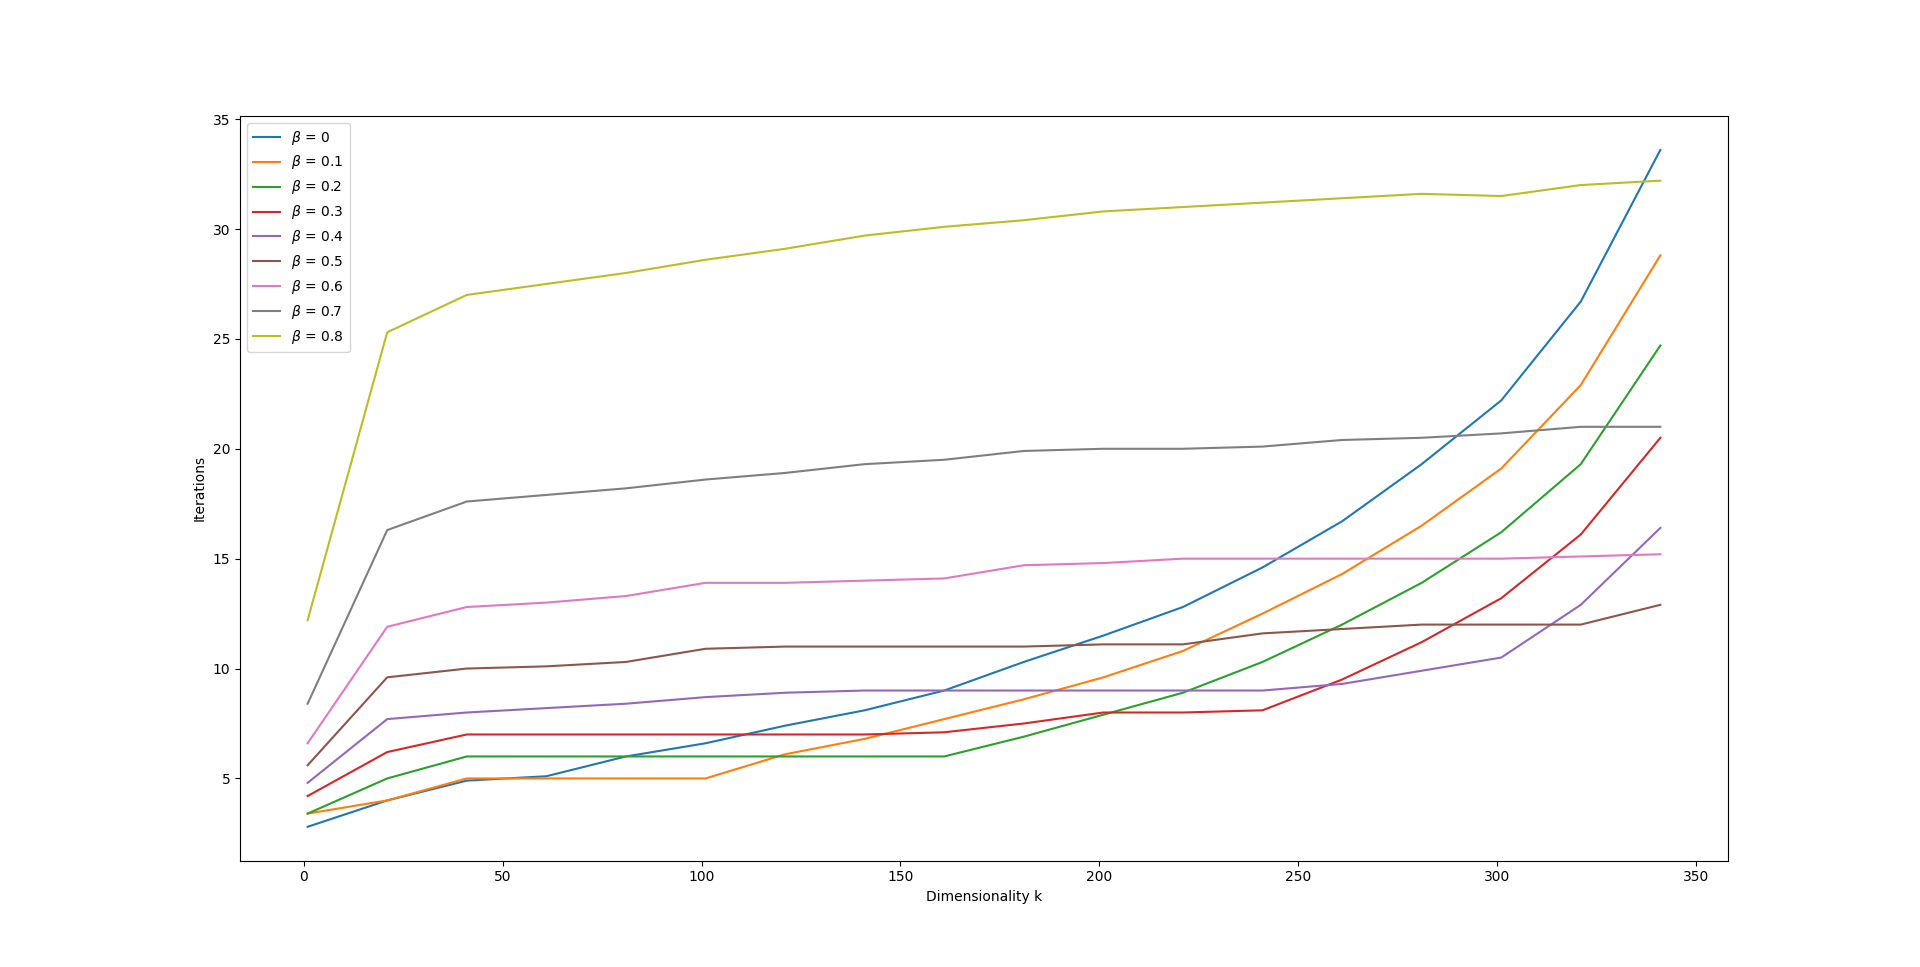 35
30
25
20
15
10
5
Iterations
β = 0
β = 0.1
β = 0.2
β = 0.3
β = 0.4
β = 0.5
β = 0.6
β = 0.7
β = 0.8
0 50 100 150 200 250 300 350
Dimensionality k